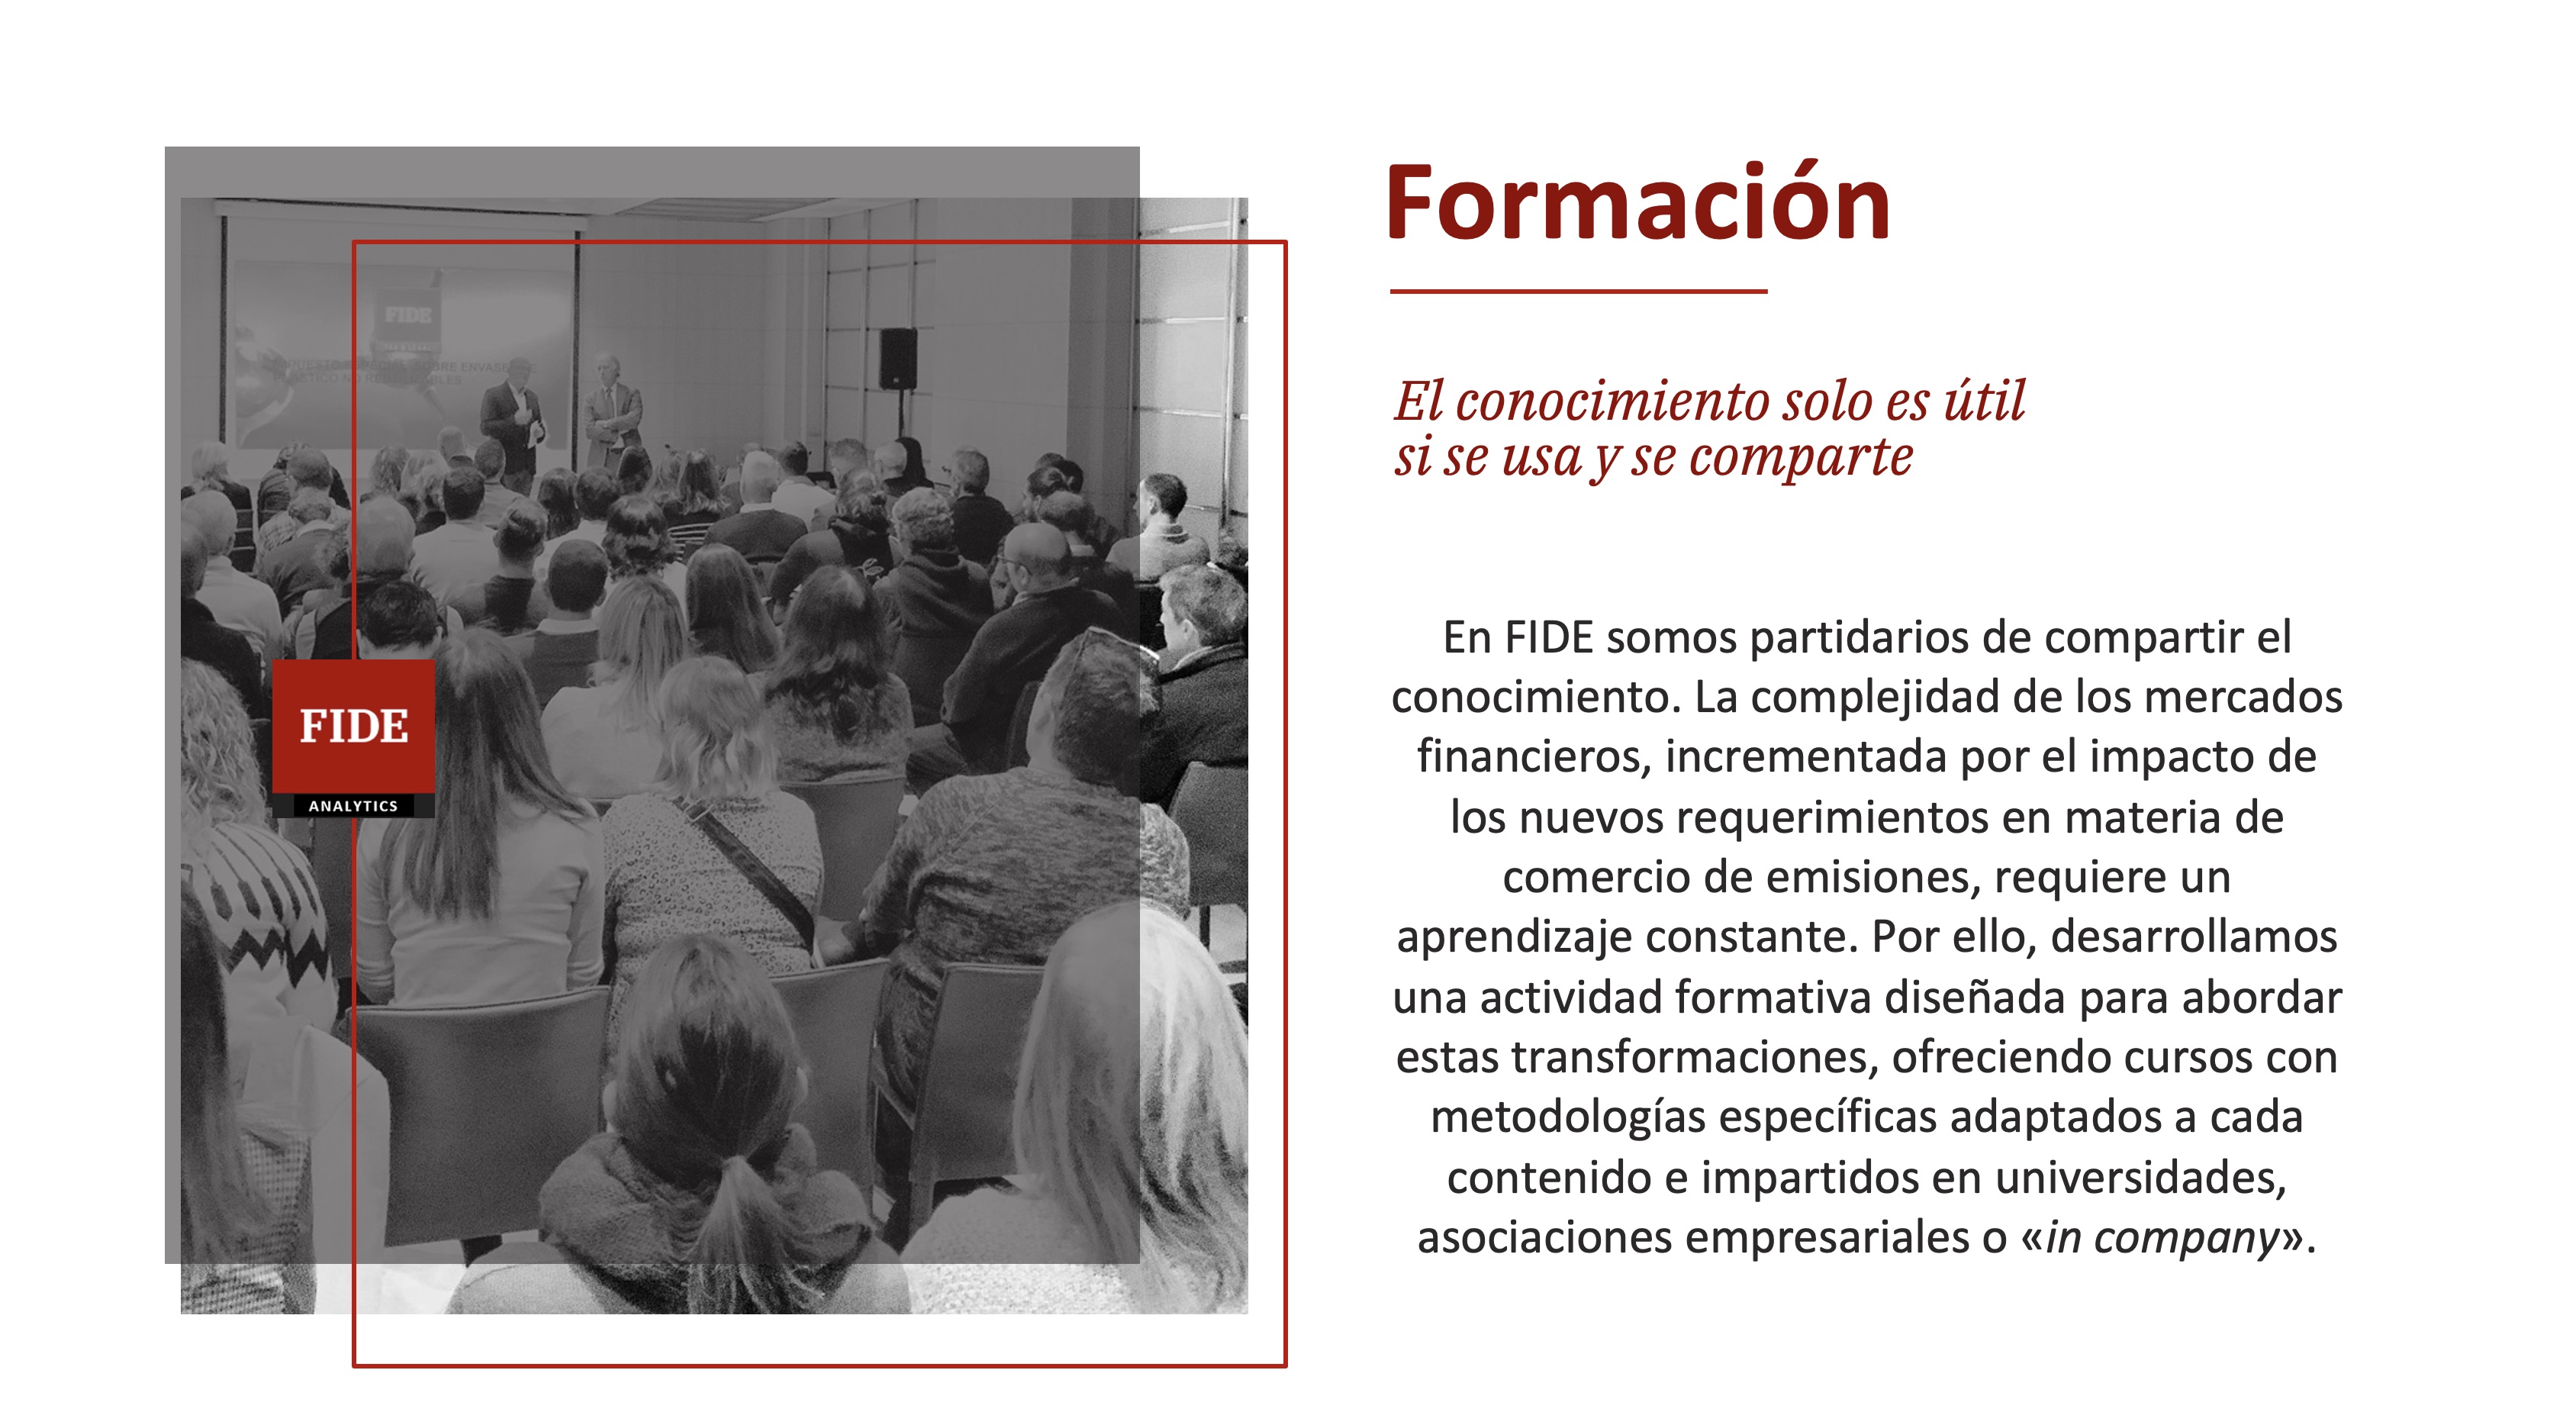 Formación
El conocimiento solo es útil
si se usa y se comparte
En FIDE somos partidarios de compartir el
conocimiento. La complejidad de los mercados
financieros, incrementada por el impacto de
los nuevos requerimientos en materia de
comercio de emisiones, requiere un
aprendizaje constante. Por ello, desarrollamos
una actividad formativa diseñada para abordar
estas transformaciones, ofreciendo cursos con
metodologías específicas adaptados a cada
contenido e impartidos en universidades,
asociaciones empresariales o «in company».
FIDE
ANALYTICS
FIDE